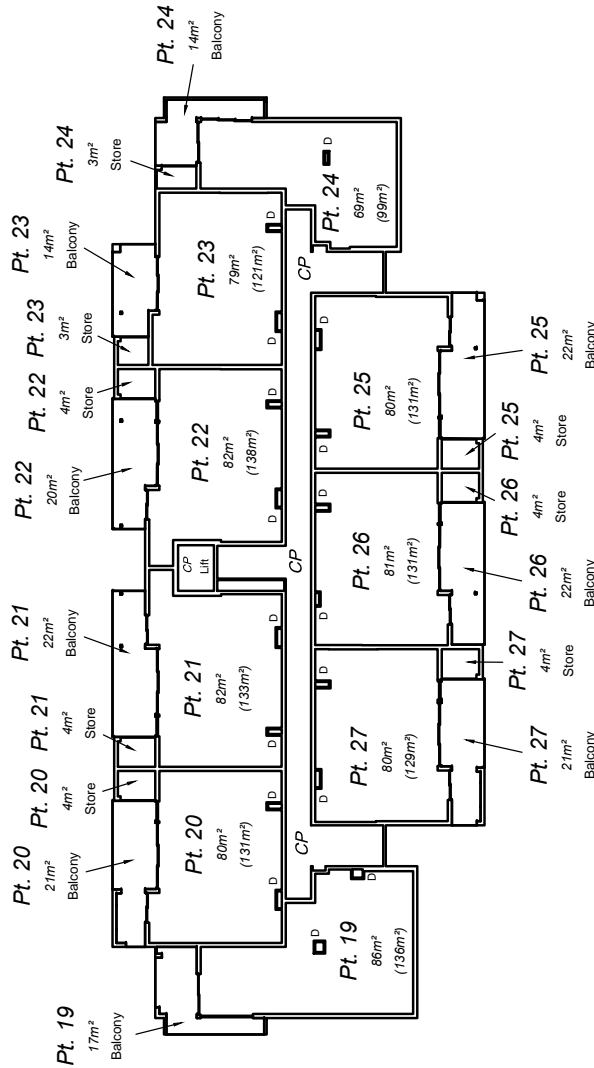 Pt. 19
17m²
Balcony
Pt. 20
21m²
Balcony
Pt. 20
4m²
Store
Pt. 21
4m²
Store
Pt. 21
22m²
Balcony
Pt. 22
20m²
Balcony
Pt. 22
4m²
Store
Pt. 23
3m²
Store
Pt. 23
14m²
Balcony
Pt. 24
3m²
Store
Pt. 24
14m²
Balcony
Pt. 20
80m²
(131m²)
D
D
Pt. 21
82m²
(133m²)
D
D
CP
Lift
Pt. 22
82m²
(138m²)
D
D
Pt. 23
79m²
(121m²)
D
D
CP
CP
CP
Pt. 19
86m²
(136m²)
D
D
Pt. 27
80m²
(129m²)
D
D
Pt. 26
81m²
(131m²)
D
D
Pt. 25
80m²
(131m²)
D
D
Pt. 24
69m²
(99m²)
D
Pt. 27
21m²
Balcony
Pt. 27
4m²
Store
Pt. 26
22m²
Balcony
Pt. 26
4m²
Store
Pt. 25
4m²
Store
Pt. 25
22m²
Balcony